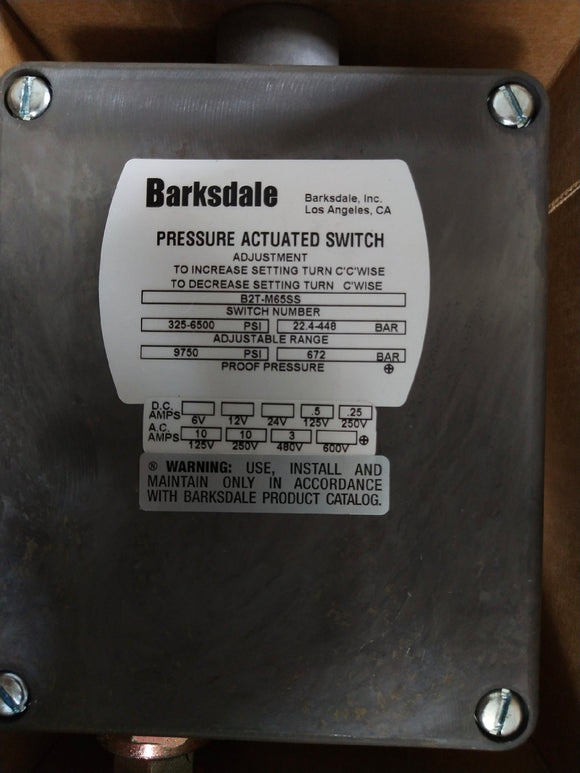 Barksdale
Barksdale, Inc.
Los Angeles, CA
PRESSURE ACTUATED SWITCH
ADJUSTMENT
TO INCREASE SETTING TURN C'C'WISE
TO DECREASE SETTING TURN C'WISE
B2T-M65SS
SWITCH NUMBER
325-6500 PSI 22.4-448 BAR
ADJUSTABLE RANGE
9750 PSI 672 BAR
PROOF PRESSURE
D.C. AMPS .5 .25
6V 12V 24V 125V 250V
A.C. AMPS 10 10 3
125V 250V 480V 600V
® WARNING: USE, INSTALL AND
MAINTAIN ONLY IN ACCORDANCE
WITH BARKSDALE PRODUCT CATALOG.